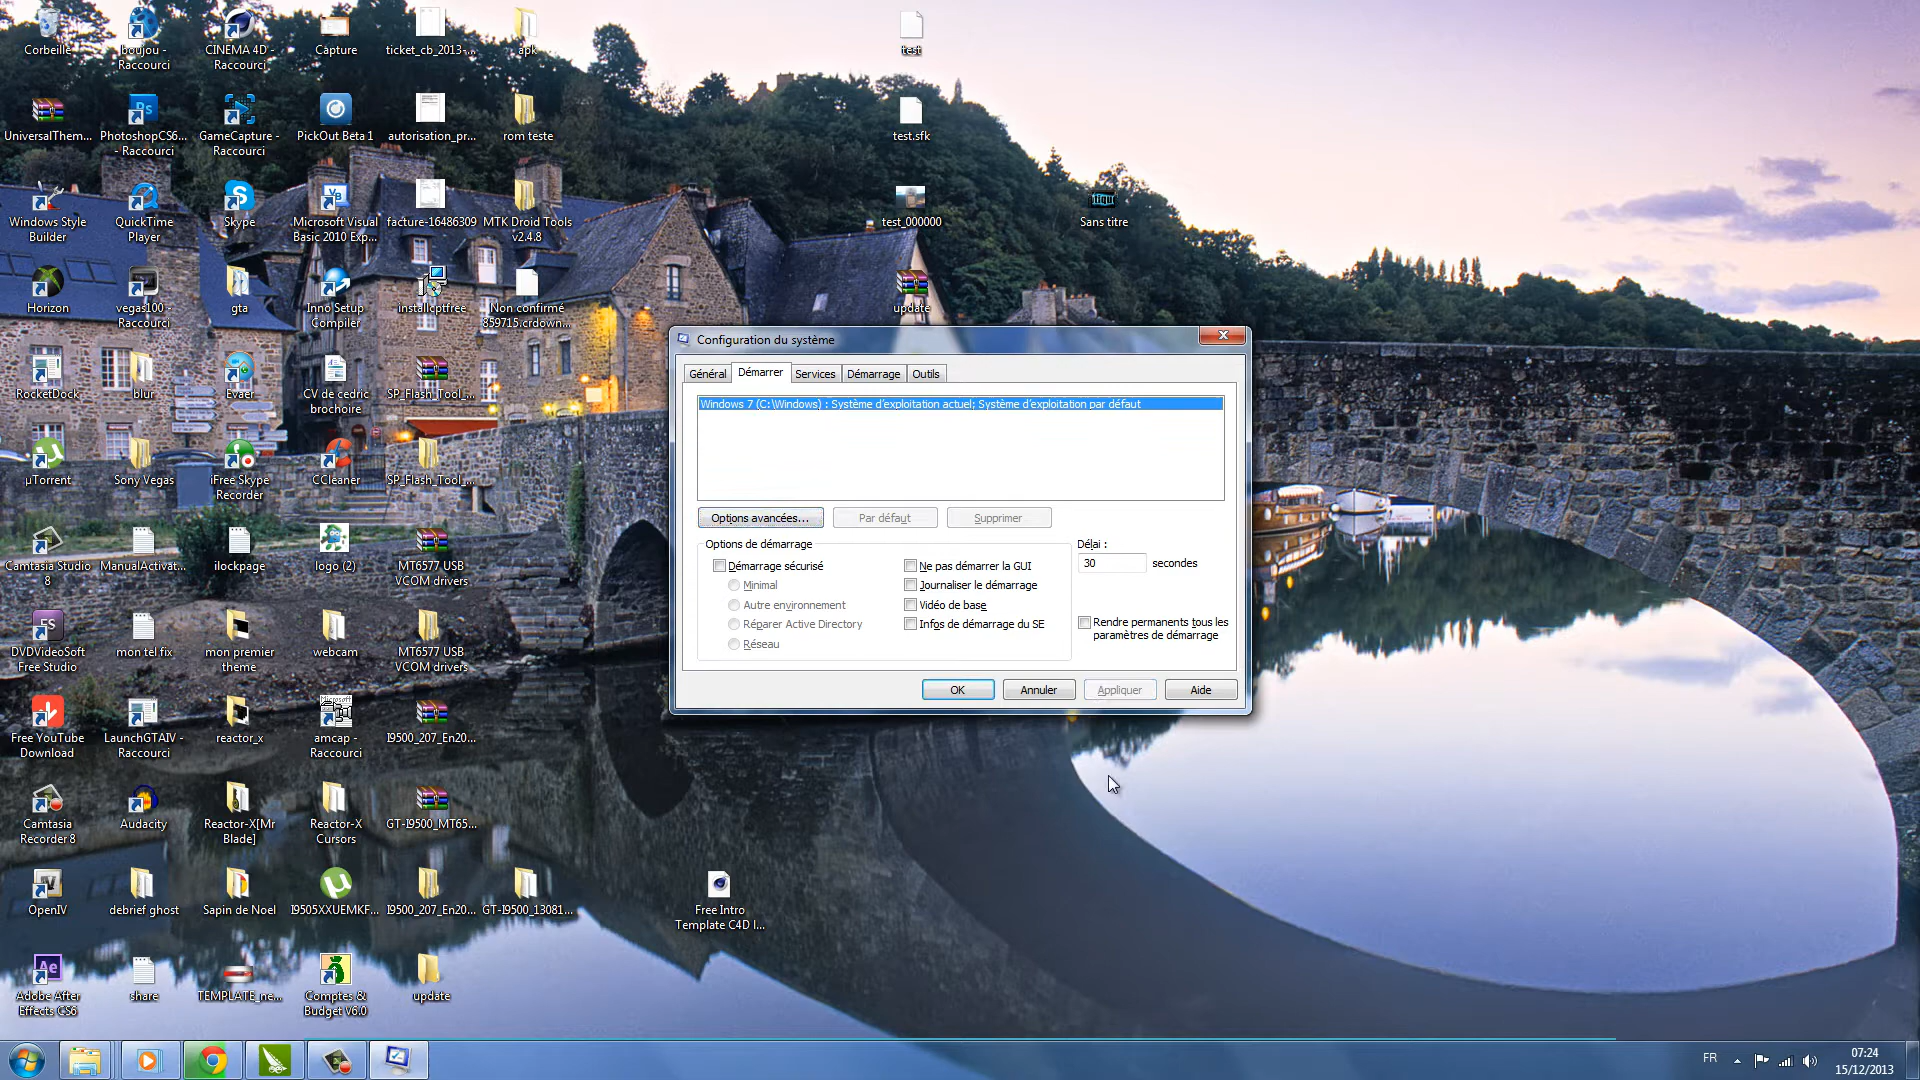 Corbeille
boujou -
Raccourci
CINEMA 4D -
Raccourci
Capture
ticket_cb_2013-...
apk
test
UniversalThem...
PhotoshopCS6...
- Raccourci
GameCapture -
Raccourci
PickOut Beta 1
autorisation_pr...
rom teste
test.sfk
Windows Style
Builder
QuickTime
Player
Skype
Microsoft Visual
Basic 2010 Exp...
facture-16486309
MTK Droid Tools
v2.4.8
test_000000
Sans titre
Horizon
vegas100 -
Raccourci
gta
Inno Setup
Compiler
installeptfree
Non confirmé
859715.crdown...
update
RocketDock
blur
Evaer
CV de cedric
brochoire
SP_Flash_Tool_...
µTorrent
Sony Vegas
iFree Skype
Recorder
CCleaner
SP_Flash_Tool_...
Camtasia Studio
8
ManualActivat...
ilockpage
logo (2)
MT6577 USB
VCOM drivers
DVDVideoSoft
Free Studio
mon tel fix
mon premier
theme
webcam
MT6577 USB
VCOM drivers
Free YouTube
Download
LaunchGTAIV -
Raccourci
reactor_x
amcap -
Raccourci
I9500_207_En20...
Camtasia
Recorder 8
Audacity
Reactor-X[Mr
Blade]
Reactor-X
Cursors
GT-I9500_MT65...
OpenIV
debrief ghost
Sapin de Noel
I9505XXUEMKF...
I9500_207_En20...
GT-I9500_13081...
Free Intro
Template C4D I...
Adobe After
Effects CS6
share
TEMPLATE_ne...
Comptes &
Budget V6.0
update
Configuration du système
Général
Démarrer
Services
Démarrage
Outils
Windows 7 (C:\Windows) : Système d'exploitation actuel; Système d'exploitation par défaut
Options avancées...
Par défaut
Supprimer
Options de démarrage
Délai :
Démarrage sécurisé
Ne pas démarrer la GUI
30 secondes
Minimal
Journaliser le démarrage
Autre environnement
Vidéo de base
Réparer Active Directory
Infos de démarrage du SE
Rendre permanents tous les
paramètres de démarrage
Réseau
OK
Annuler
Appliquer
Aide
FR
07:24
15/12/2013